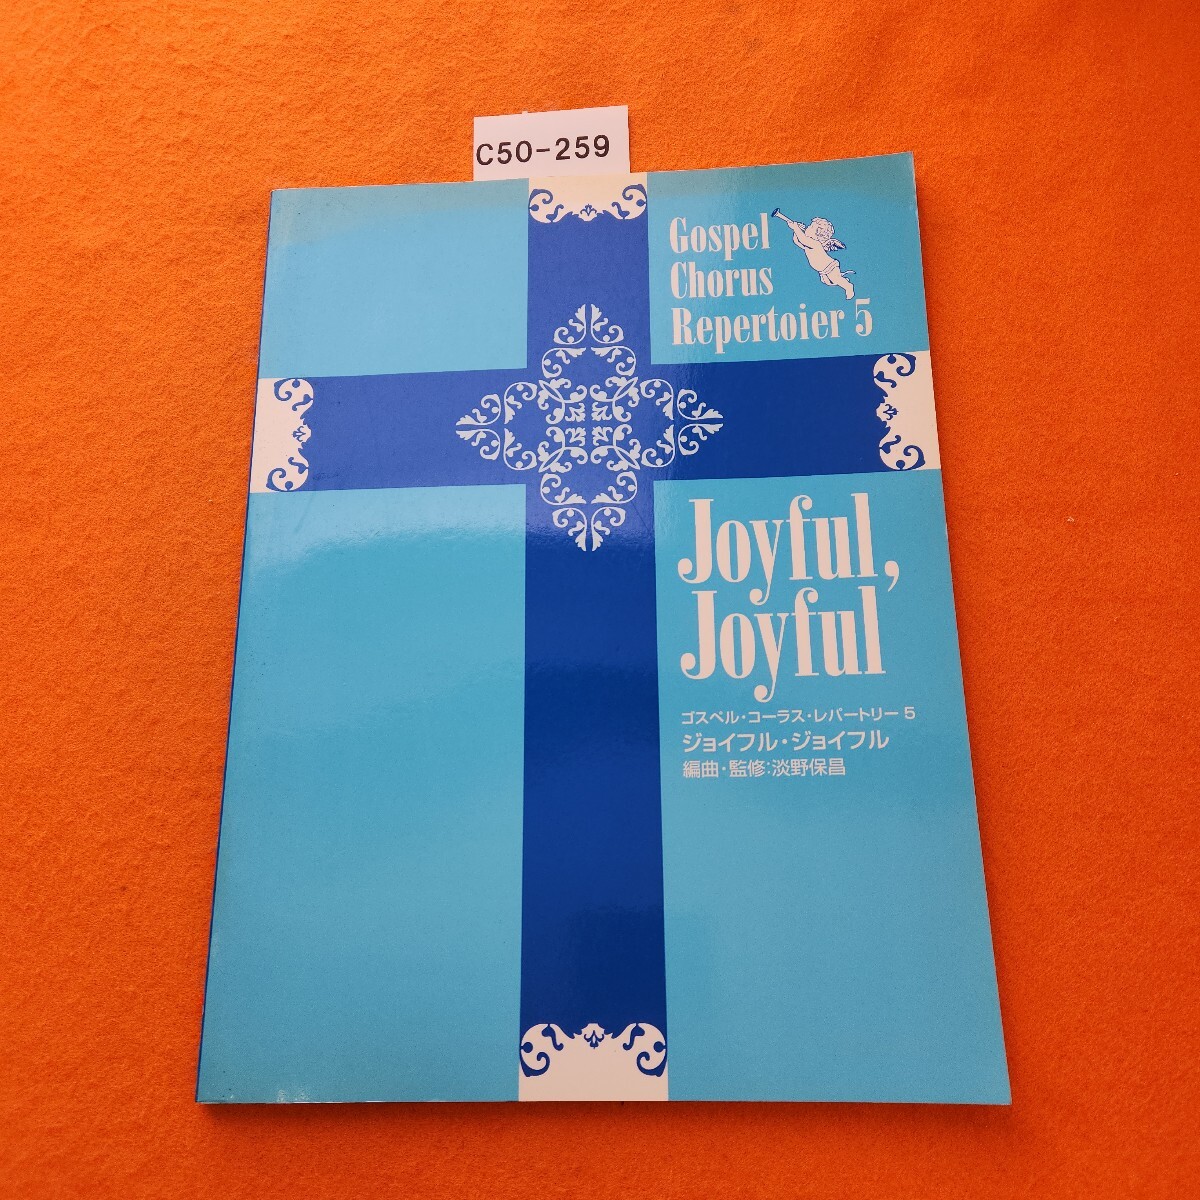 C50-259
Gospel
Chorus
Repertoier 5
Joyful,
Joyful
ゴスペル・コーラス・レパートリー 5
ジョイフル・ジョイフル
編曲・監修:淡野保昌